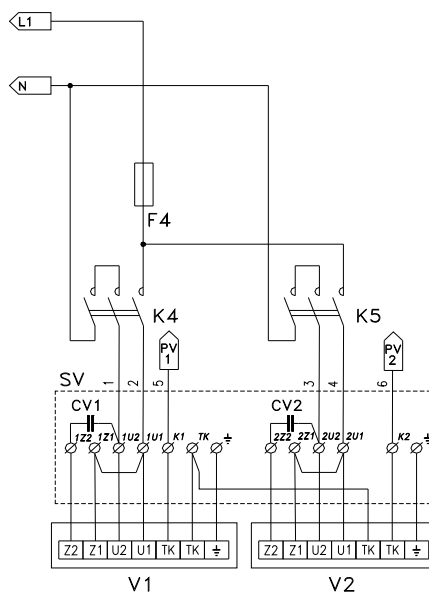 L1
N
F4
K4
K5
PV
1
PV
2
SV
1
2
5
3
4
6
CV1
CV2
1Z2 1Z1 1U2 1U1 K1 TK
2Z2 2Z1 2U2 2U1 K2
Z2 Z1 U2 U1 TK TK
Z2 Z1 U2 U1 TK TK
V1
V2